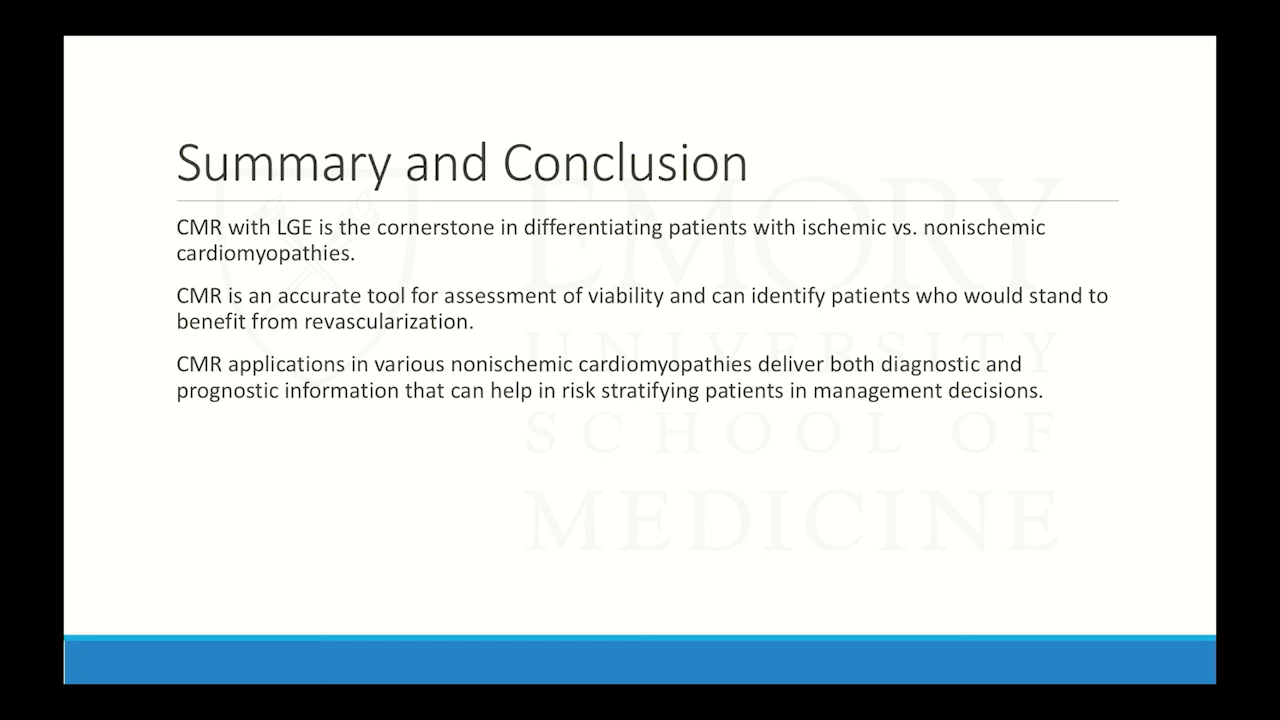 Summary and Conclusion
CMR with LGE is the cornerstone in differentiating patients with ischemic vs. nonischemic
cardiomyopathies.
CMR is an accurate tool for assessment of viability and can identify patients who would stand to
benefit from revascularization.
CMR applications in various nonischemic cardiomyopathies deliver both diagnostic and
prognostic information that can help in risk stratifying patients in management decisions.
EMORY
UNIVERSITY
SCHOOL OF
MEDICINE